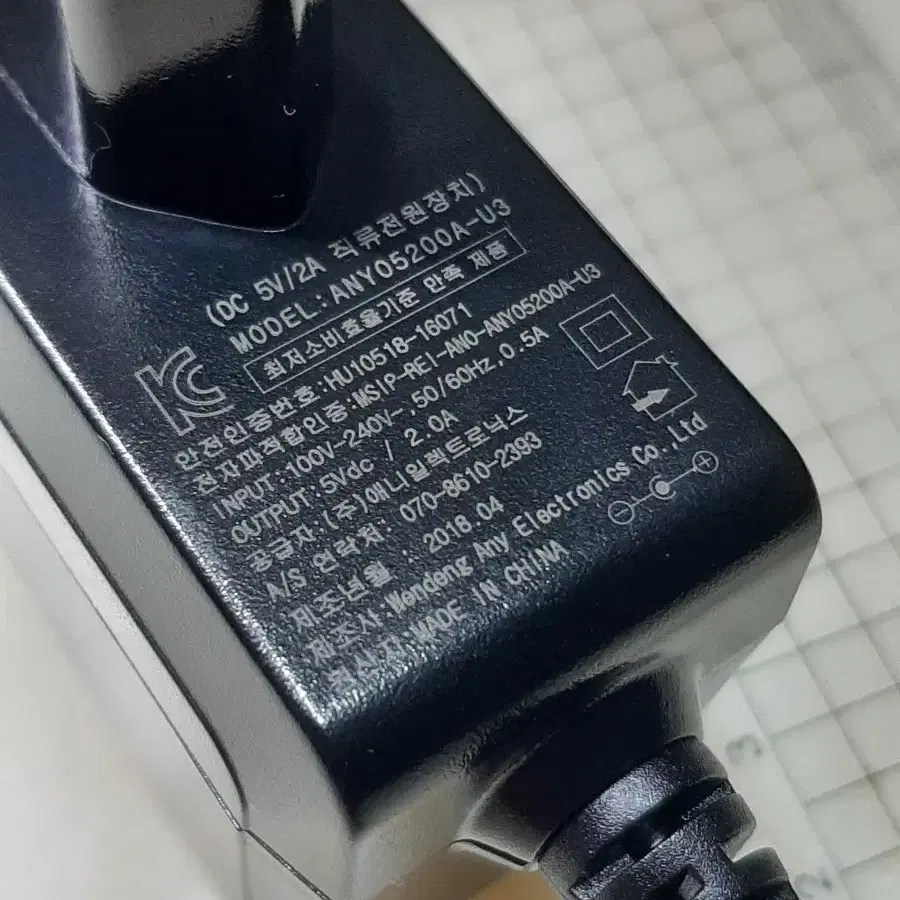 (DC 5V/2A 직류전원장치)
MODEL:ANY05200A-U3
최저소비효율기준 만족 제품
안전인증번호:HU10518-16071
전자파적합인증:MSIP-REI-ANO-ANY05200A-U3
INPUT:100V-240V~,50/60Hz,0.5A
OUTPUT:5Vdc / 2.0A
공급자:(주)애니일렉트로닉스
A/S 연락처: 070-8610-2393
제조년월 : 2018.04
제조사:Wendeng Any Electronics Co.,Ltd
MADE IN CHINA